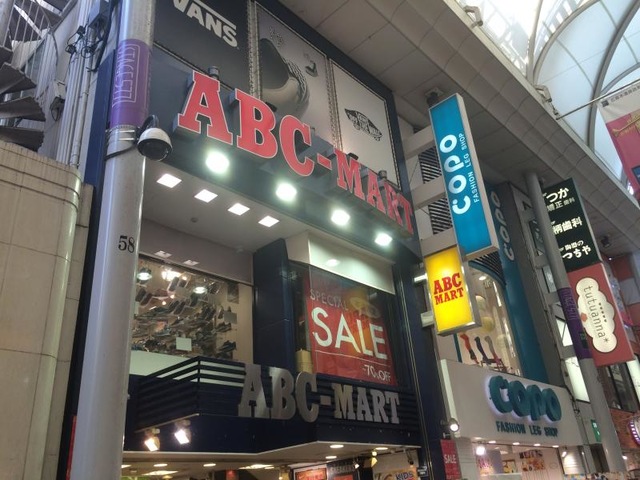 VANS
VANS
ABC-MART
58
SPECIAL
SALE
-70%OFF
ABC-MART
copo
FASHION LEG SHOP
ABC
MART
copo
copo
FASHION LEG SHOP
SALE
tutuanna*